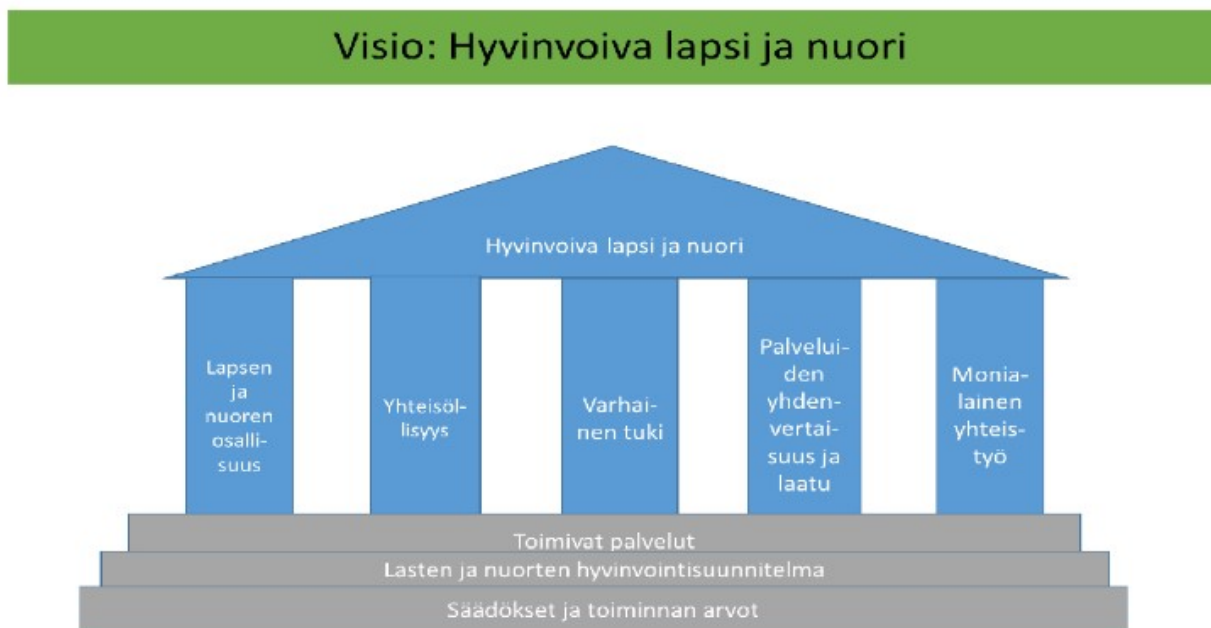 Visio: Hyvinvoiva lapsi ja nuori
Hyvinvoiva lapsi ja nuori
Lapsen
ja
nuoren
osalli-
suus
Yhteisöl-
lisyys
Varhai-
nen tuki
Palvelui-
den
yhden-
vertai-
suus ja
laatu
Monia-
lainen
yhteis-
työ
Toimivat palvelut
Lasten ja nuorten hyvinvointisuunnitelma
Säädökset ja toiminnan arvot